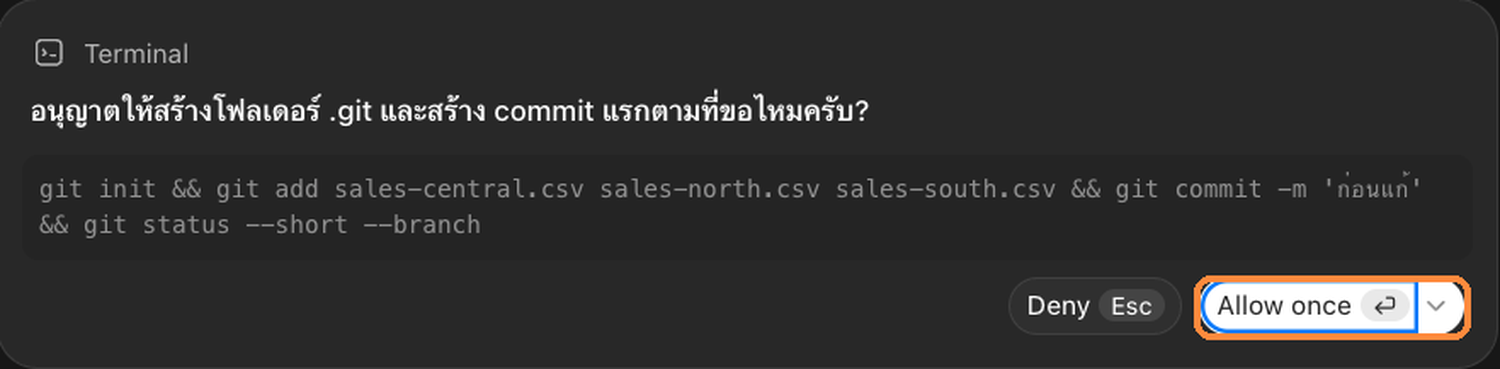 Terminal
อนุญาตให้สร้างโฟลเดอร์ .git และสร้าง commit แรกตามที่ขอไหมครับ?
git init && git add sales-central.csv sales-north.csv sales-south.csv && git commit -m 'ก่อนแก้'
&& git status --short --branch
Deny Esc Allow once